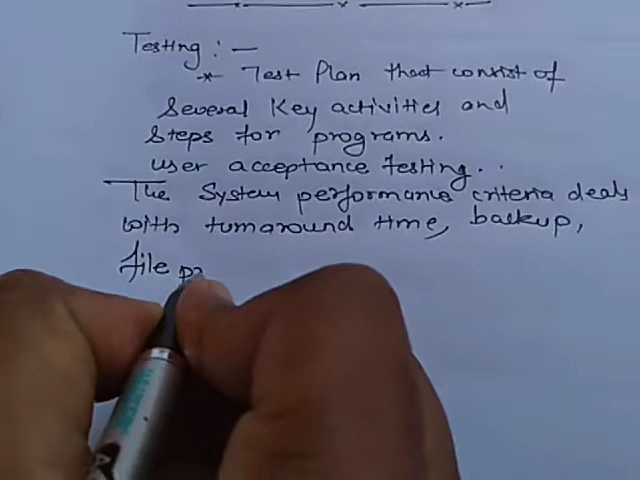 Testing : —
* Test Plan that consist of
Several Key activities and
Steps for programs.
user acceptance testing. .
The System performance criteria deals
with turnaround time, backup,
file